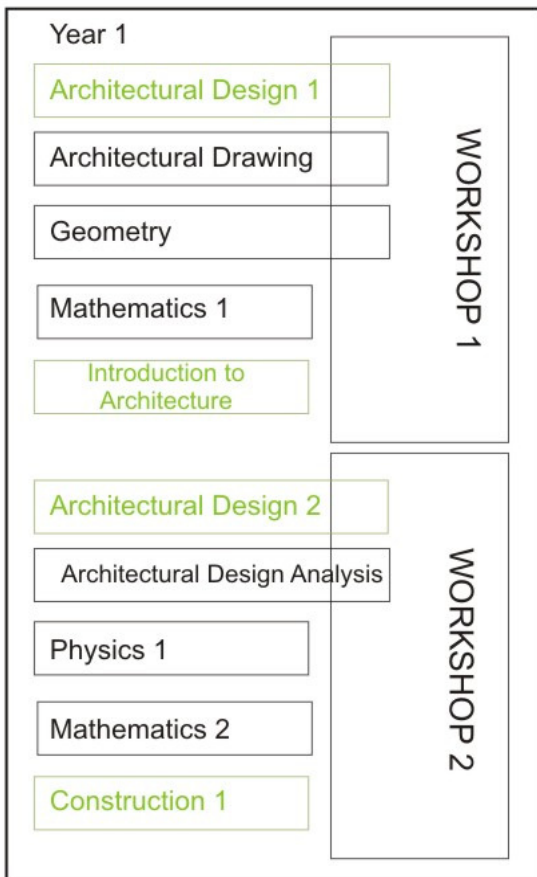 Year 1
Architectural Design 1
Architectural Drawing
Geometry
Mathematics 1
Introduction to
Architecture
WORKSHOP 1
Architectural Design 2
Architectural Design Analysis
Physics 1
Mathematics 2
Construction 1
WORKSHOP 2